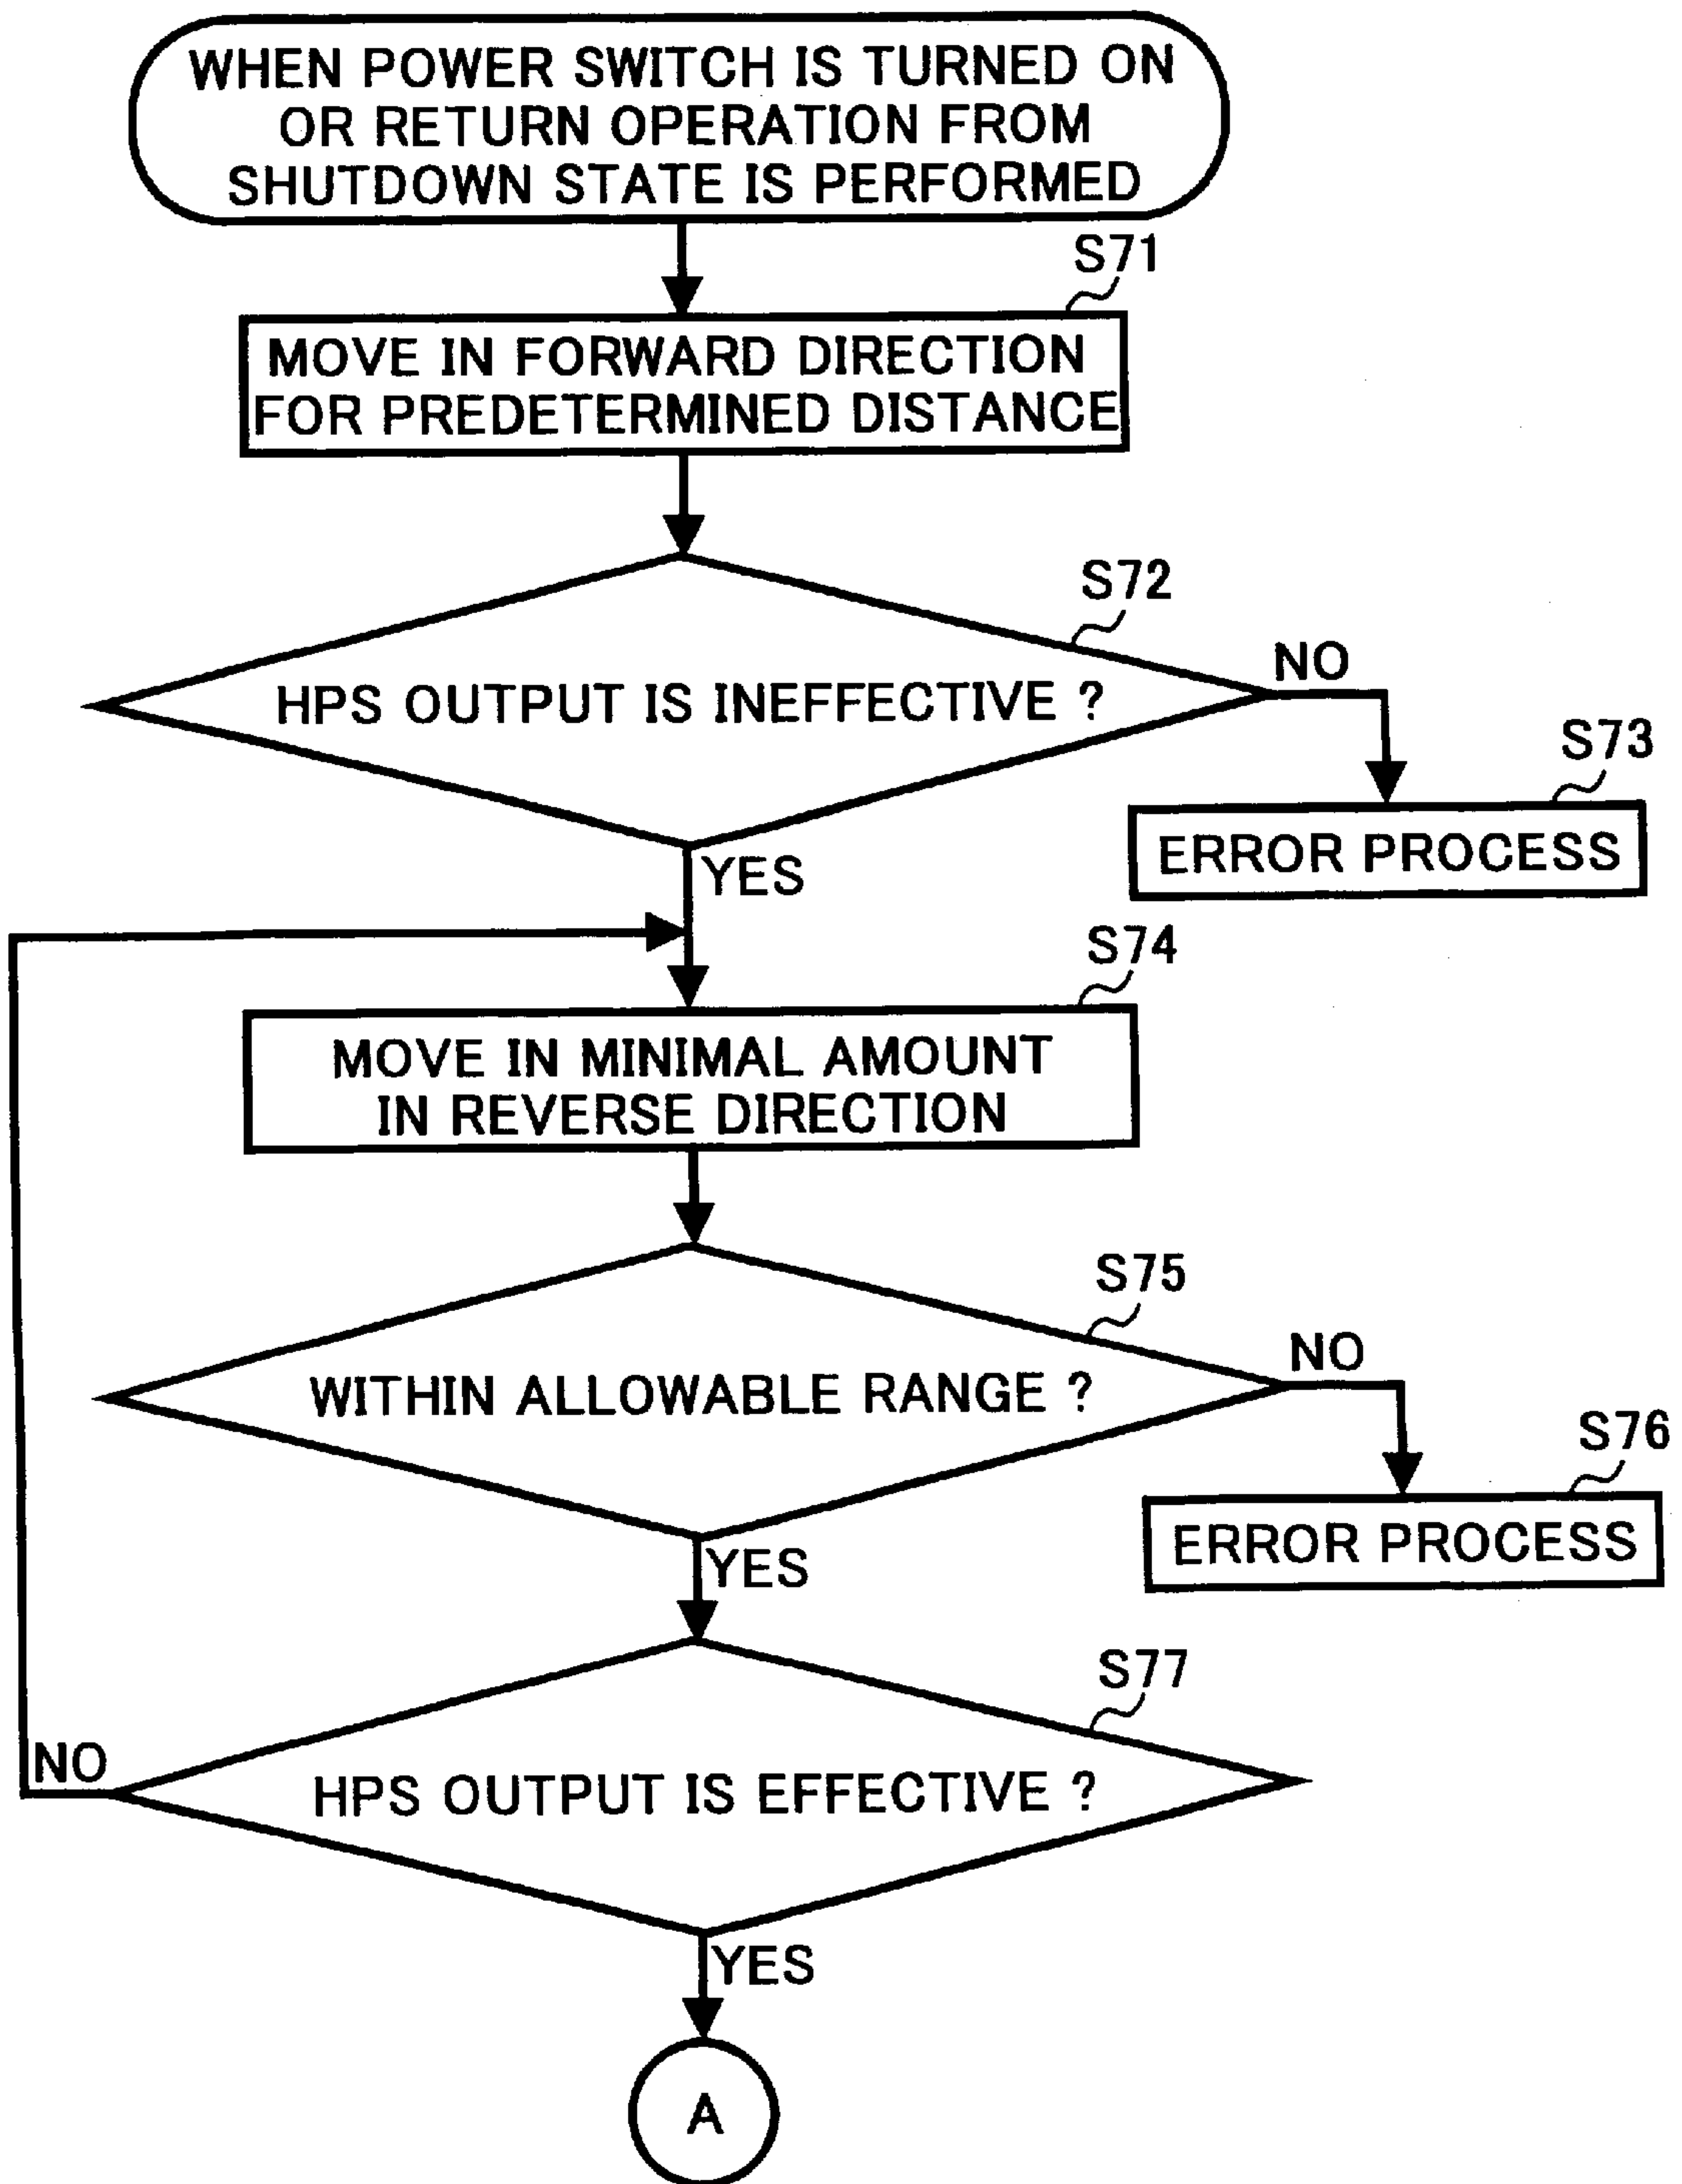 WHEN POWER SWITCH IS TURNED ON
OR RETURN OPERATION FROM
SHUTDOWN STATE IS PERFORMED
S71
MOVE IN FORWARD DIRECTION
FOR PREDETERMINED DISTANCE
S72
HPS OUTPUT IS INEFFECTIVE ?
NO
S73
ERROR PROCESS
YES
S74
MOVE IN MINIMAL AMOUNT
IN REVERSE DIRECTION
S75
WITHIN ALLOWABLE RANGE ?
NO
S76
ERROR PROCESS
YES
S77
HPS OUTPUT IS EFFECTIVE ?
NO
YES
A